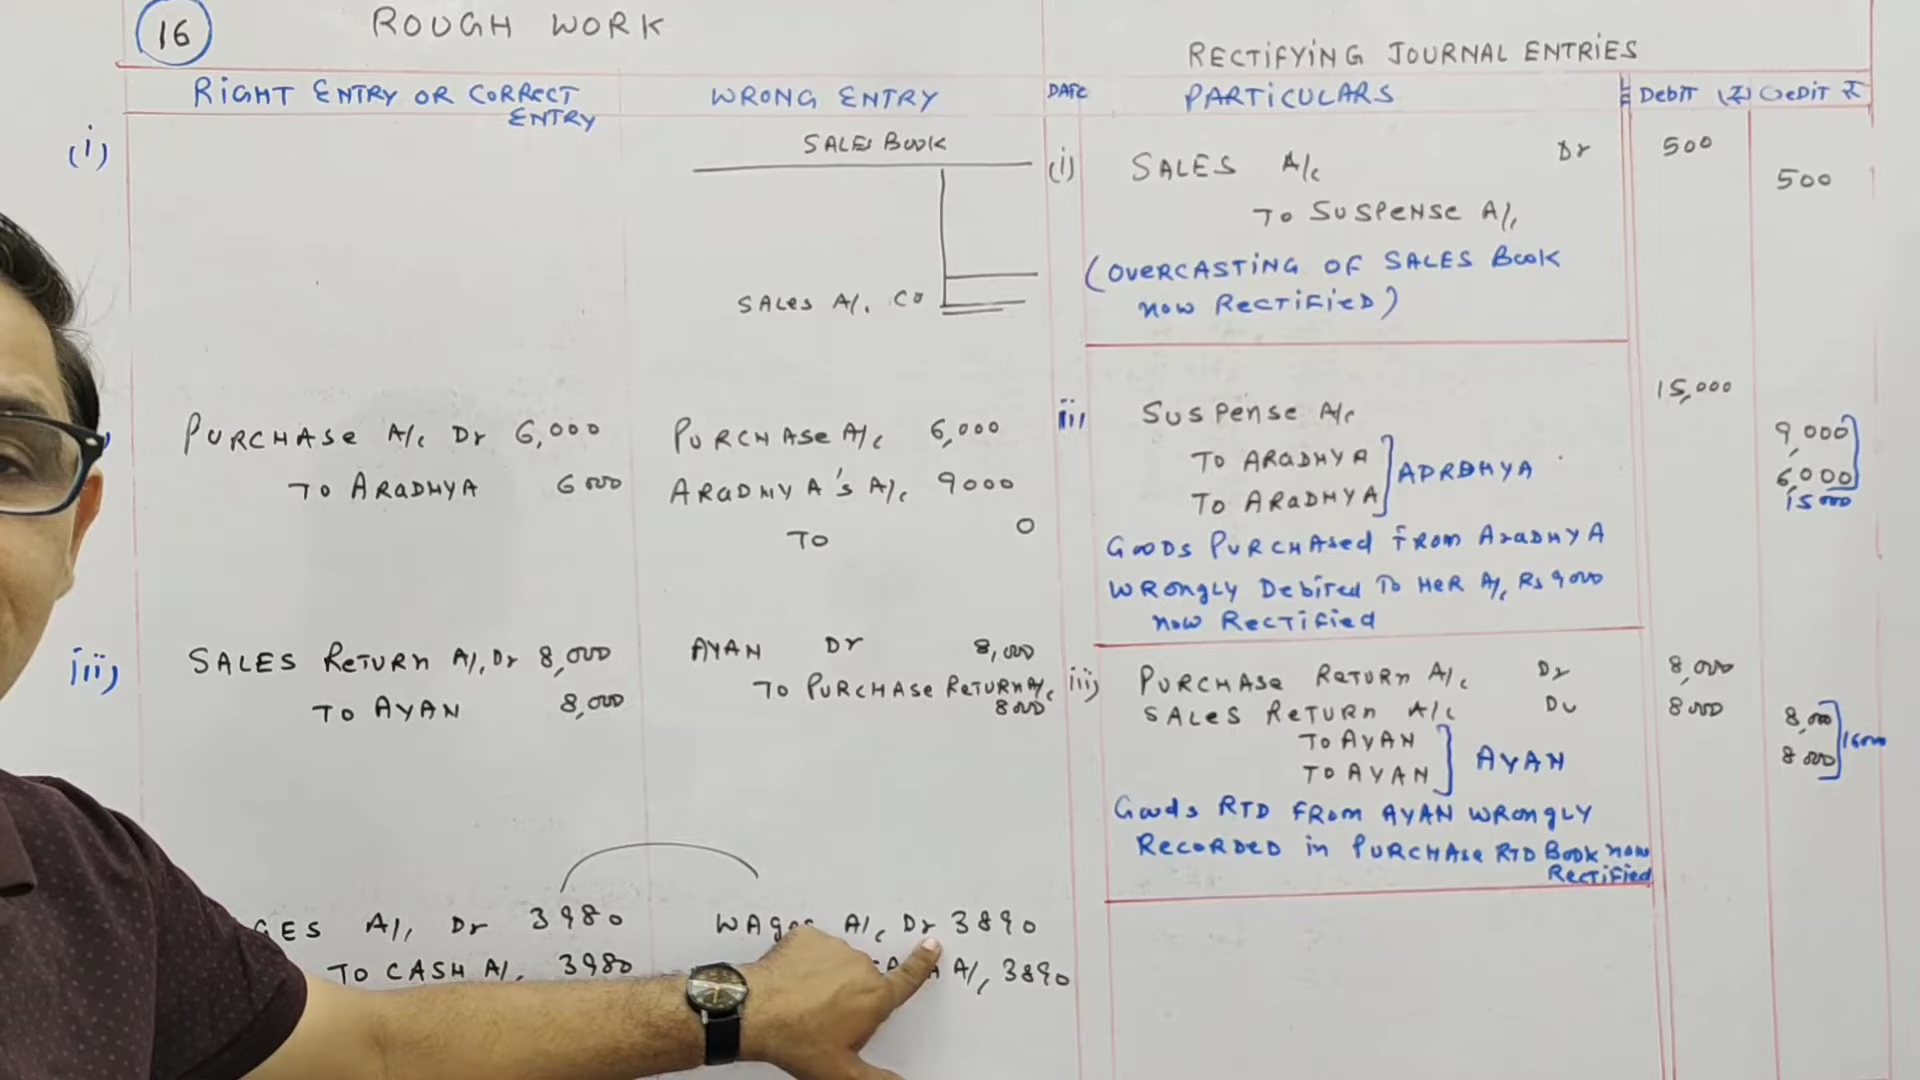 16
ROUGH WORK
RECTIFYING JOURNAL ENTRIES
RIGHT ENTRY OR CORRECT ENTRY
WRONG ENTRY
DATE
PARTICULARS
Debit (₹)
Credit ₹
(i)
SALES BOOK
SALES A/c Cr
(i)
SALES A/c Dr 500
TO SUSPENSE A/c 500
(OVERCASTING OF SALES BOOK
NOW RECTIFIED)
PURCHASE A/c Dr 6,000
TO ARADHYA 6000
PURCHASE A/c 6,000
ARADHYA'S A/c 9000
TO 0
ii)
SUSPENSE A/c 15,000
TO ARADHYA 9,000
TO ARADHYA 6,000
ADRDHYA 15000
GOODS PURCHASED FROM ARADHYA
WRONGLY DEBITED TO HER A/c RS 9000
NOW RECTIFIED
iii)
SALES RETURN A/c Dr 8,000
TO AYAN 8,000
AYAN Dr 8,000
TO PURCHASE RETURN A/c
8000
iii)
PURCHASE RETURN A/c Dr 8,000
SALES RETURN A/c Dr 8000
TO AYAN 8,000
TO AYAN 8000
AYAN 16000
GOODS RTD FROM AYAN WRONGLY
RECORDED IN PURCHASE RTD BOOK NOW
RECTIFIED
GES A/c Dr 3980
TO CASH A/c 3980
WAGES A/c Dr 3890
A/c 3890